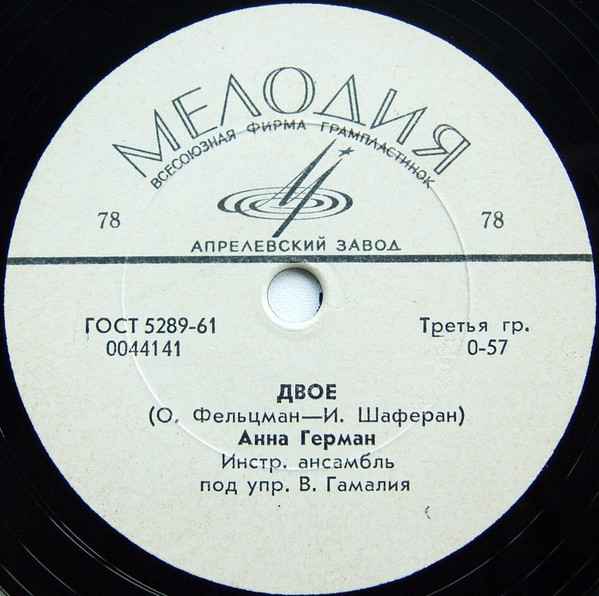 МЕЛОДИЯ
ВСЕСОЮЗНАЯ ФИРМА ГРАМПЛАСТИНОК
78 78
АПРЕЛЕВСКИЙ ЗАВОД
ГОСТ 5289-61 Третья гр.
0044141 0-57
ДВОЕ
(О. Фельцман—И. Шаферан)
Анна Герман
Инстр. ансамбль
под упр. В. Гамалия